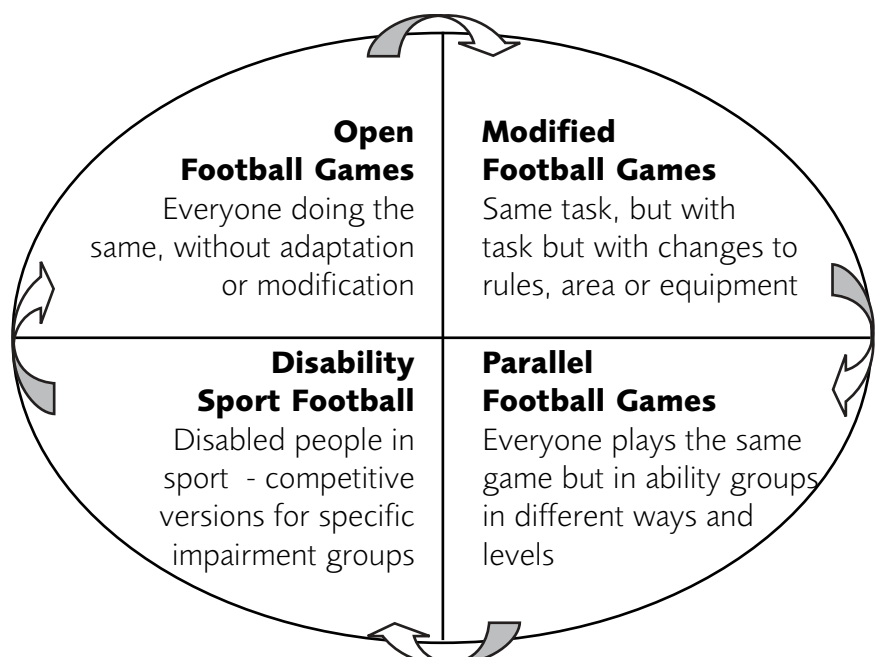 Open
Football Games
Everyone doing the
same, without adaptation
or modification
Modified
Football Games
Same task, but with
task but with changes to
rules, area or equipment
Disability
Sport Football
Disabled people in
sport - competitive
versions for specific
impairment groups
Parallel
Football Games
Everyone plays the same
game but in ability groups
in different ways and
levels